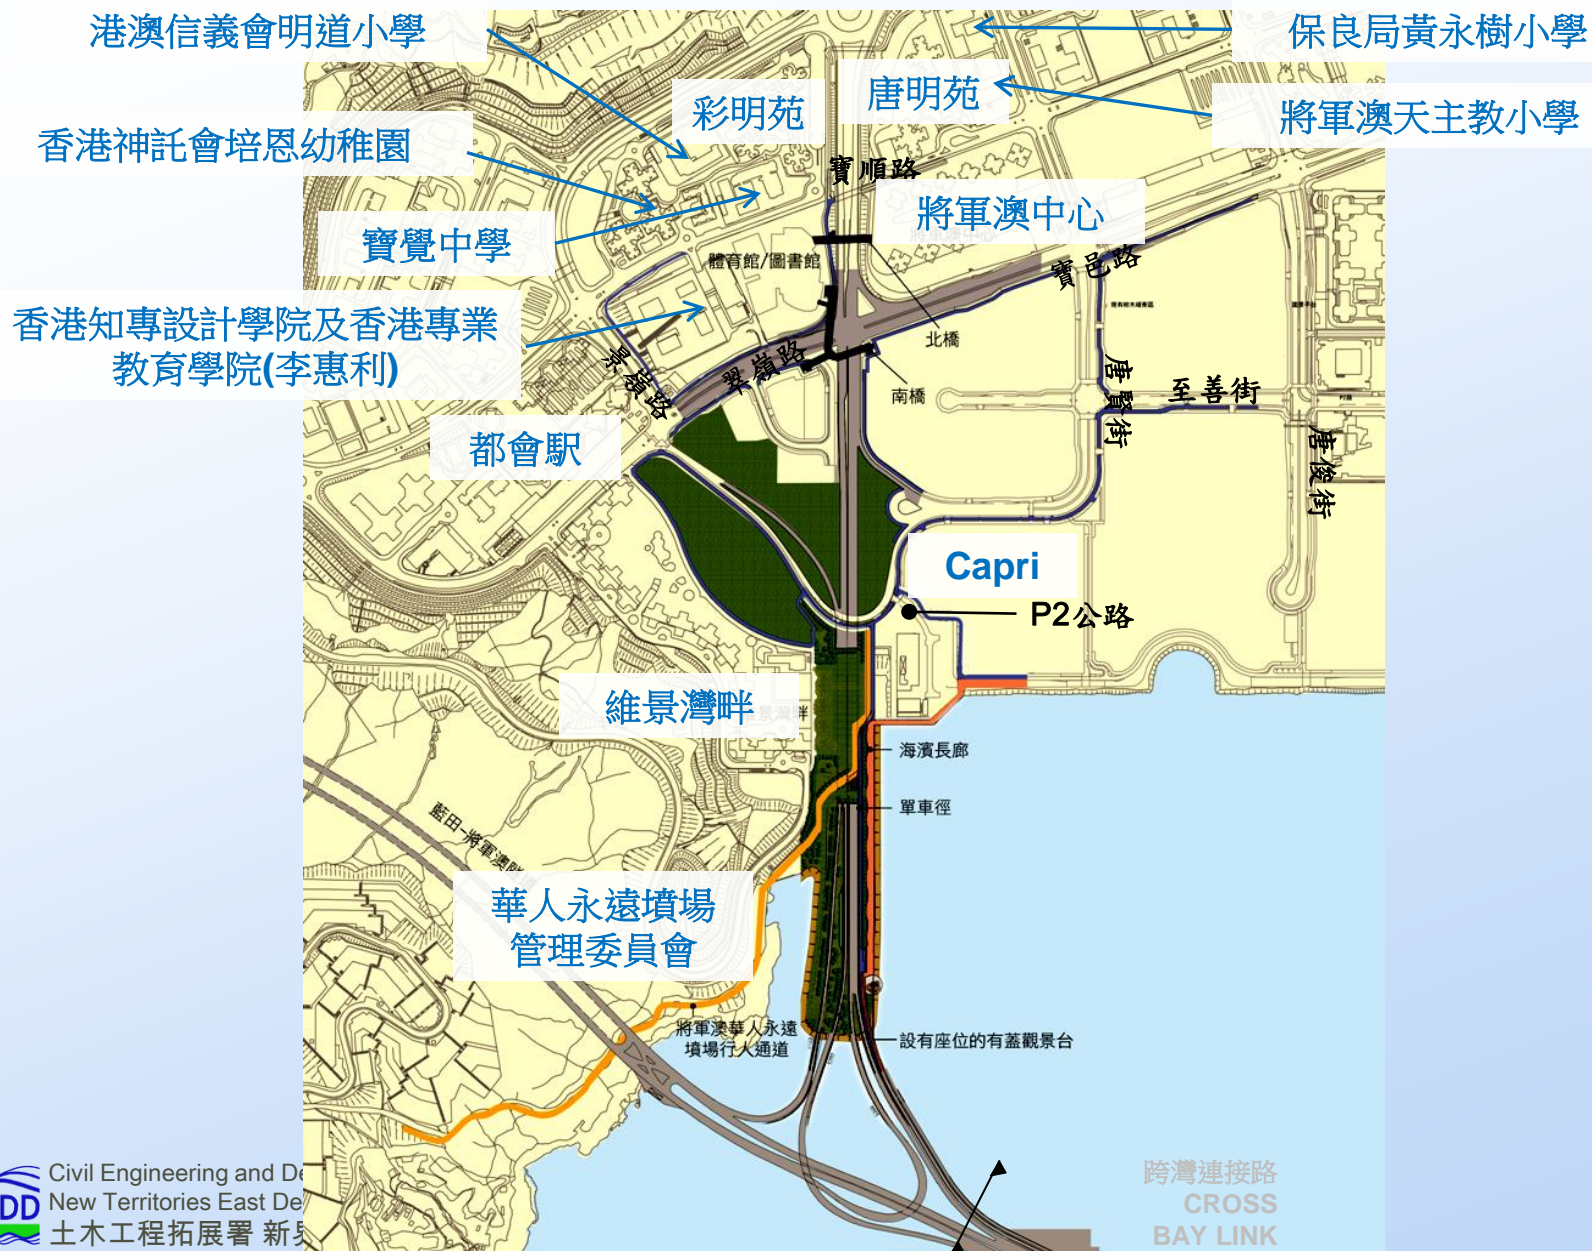 港澳信義會明道小學
保良局黃永樹小學
唐明苑
彩明苑
將軍澳天主教小學
香港神託會培恩幼稚園
寶順路
將軍澳中心
寶覺中學
體育館/圖書館
寶邑路
香港知專設計學院及香港專業
教育學院(李惠利)
北橋
景嶺路
翠嶺路
南橋
唐賢街
至善街
都會駅
唐俊街
Capri
P2公路
維景灣畔
海濱長廊
單車徑
藍田-將軍澳隧
華人永遠墳場
管理委員會
將軍澳華人永遠
墳場行人通道
設有座位的有蓋觀景台
跨灣連接路
CROSS
BAY LINK
Civil Engineering and De
New Territories East De
DD
土木工程拓展署 新界